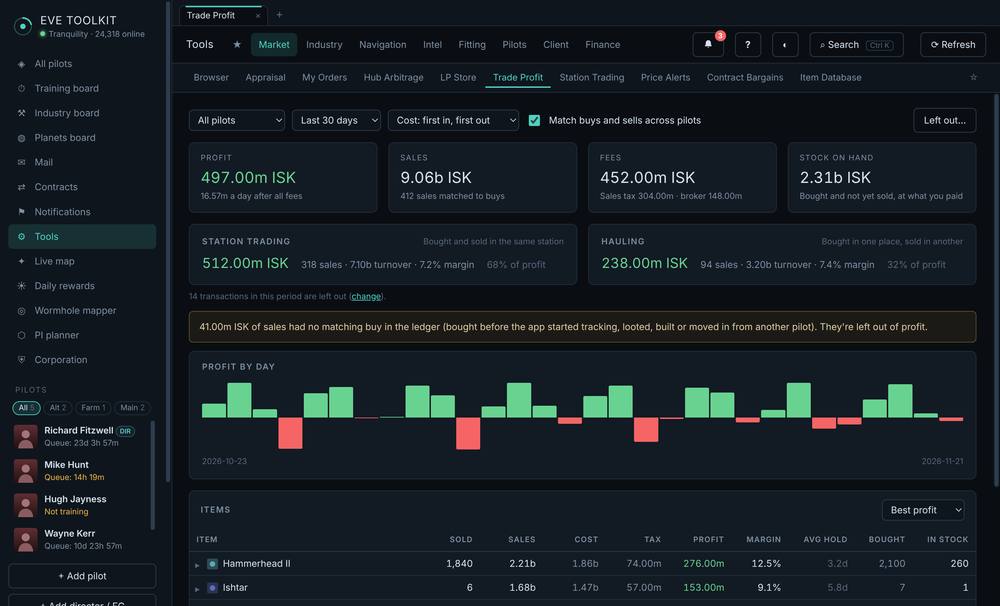 EVE TOOLKIT
Tranquility · 24,318 online
All pilots
Training board
Industry board
Planets board
Mail
Contracts
Notifications
Tools
Live map
Daily rewards
Wormhole mapper
PI planner
Corporation
PILOTS
All 5 Alt 2 Farm 1 Main 2
Richard Fitzwell DIR
Queue: 23d 3h 57m
Mike Hunt
Queue: 14h 19m
Hugh Jayness
Not training
Wayne Kerr
Queue: 10d 23h 57m
+ Add pilot
+ Add director / FC
Trade Profit × +
Tools ★ Market Industry Navigation Intel Fitting Pilots Client Finance 3 ? Search Ctrl K ⟳ Refresh
Browser Appraisal My Orders Hub Arbitrage LP Store Trade Profit Station Trading Price Alerts Contract Bargains Item Database ☆
All pilots Last 30 days Cost: first in, first out Match buys and sells across pilots Left out...
PROFIT
497.00m ISK
16.57m a day after all fees
SALES
9.06b ISK
412 sales matched to buys
FEES
452.00m ISK
Sales tax 304.00m · broker 148.00m
STOCK ON HAND
2.31b ISK
Bought and not yet sold, at what you paid
STATION TRADING Bought and sold in the same station
512.00m ISK 318 sales · 7.10b turnover · 7.2% margin 68% of profit
HAULING Bought in one place, sold in another
238.00m ISK 94 sales · 3.20b turnover · 7.4% margin 32% of profit
14 transactions in this period are left out (change).
41.00m ISK of sales had no matching buy in the ledger (bought before the app started tracking, looted, built or moved in from another pilot). They're left out of profit.
PROFIT BY DAY
2026-10-23 2026-11-21
ITEMS Best profit
ITEM SOLD SALES COST TAX PROFIT MARGIN AVG HOLD BOUGHT IN STOCK
Hammerhead II 1,840 2.21b 1.86b 74.00m 276.00m 12.5% 3.2d 2,100 260
Ishtar 6 1.68b 1.47b 57.00m 153.00m 9.1% 5.8d 7 1